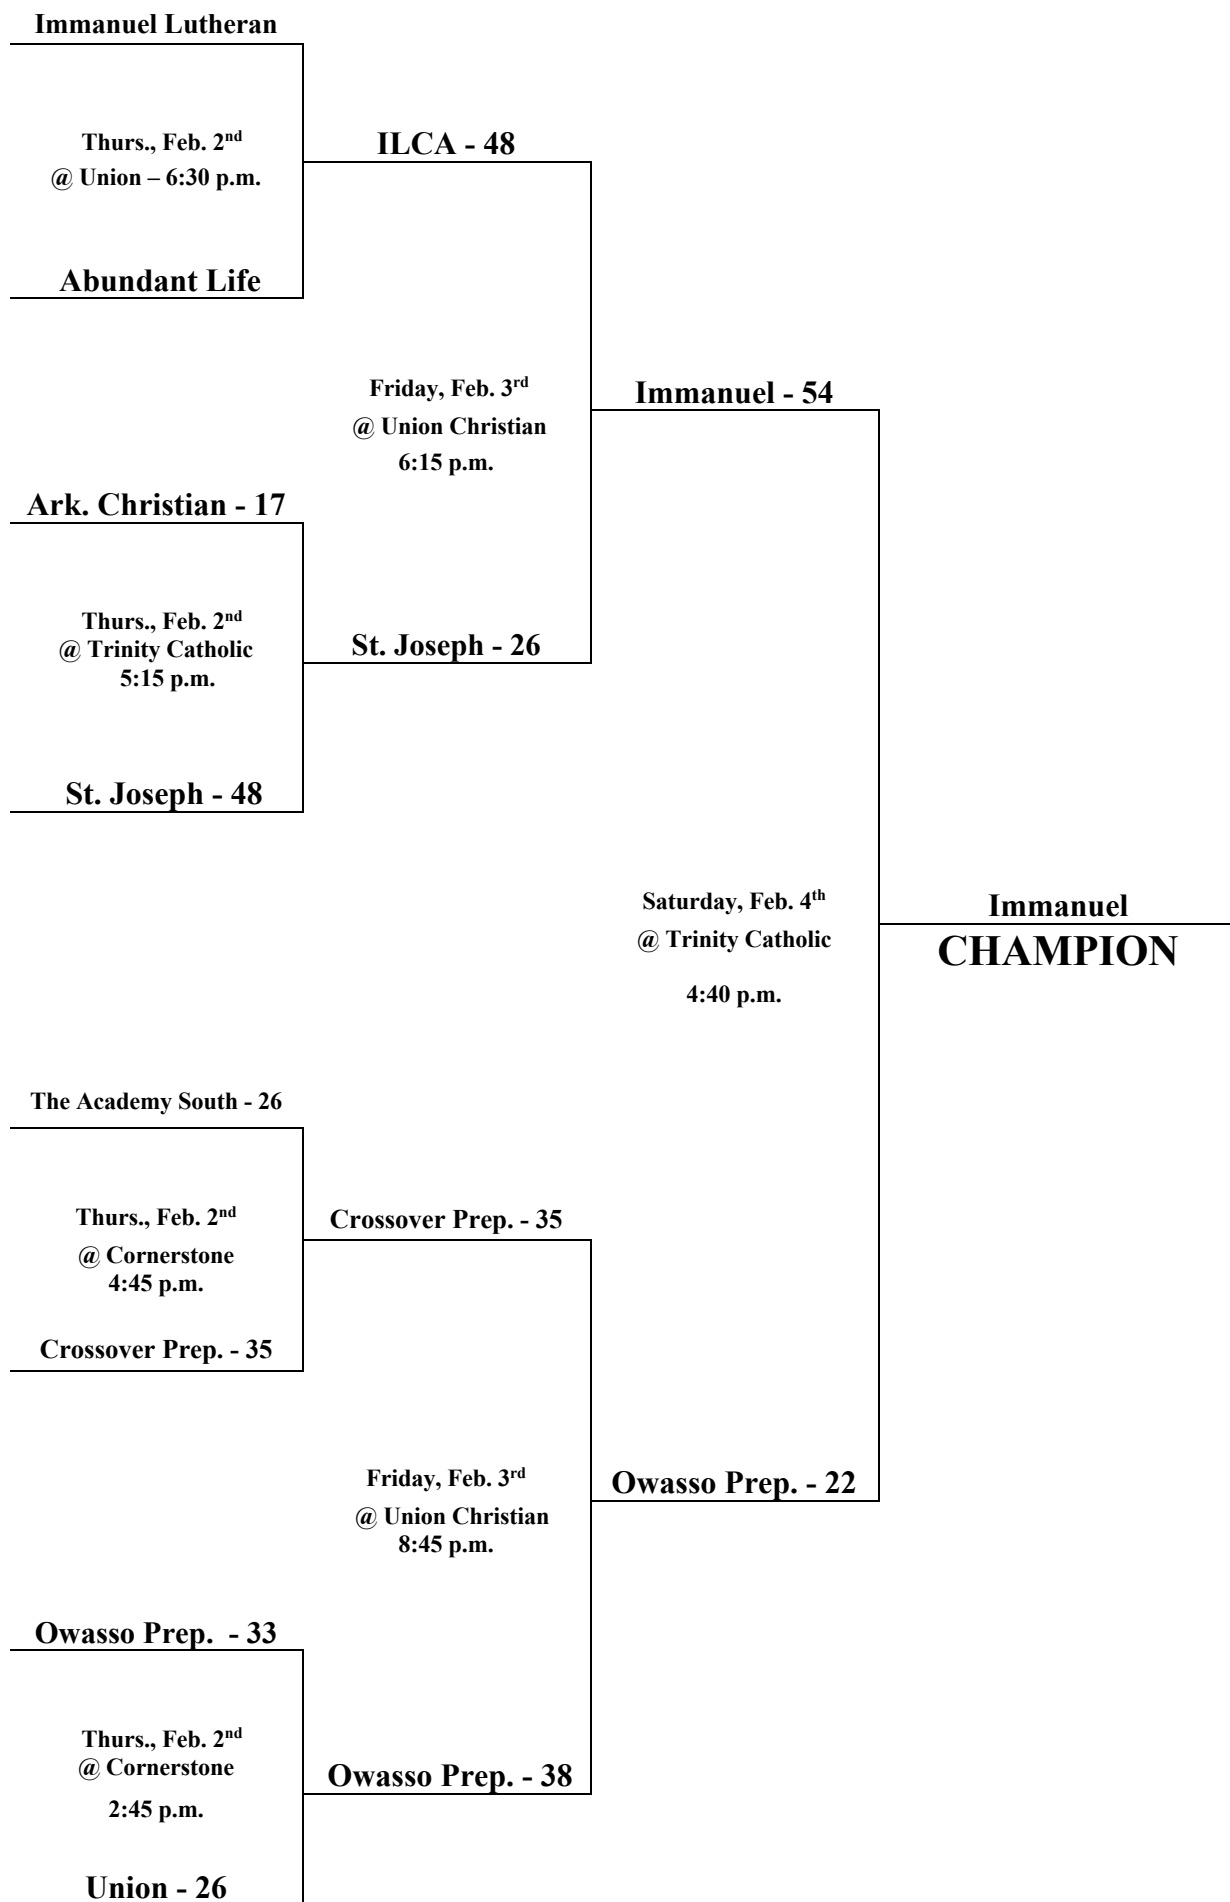 Immanuel Lutheran
Thurs., Feb. 2nd
@ Union – 6:30 p.m.
ILCA - 48
Abundant Life
Friday, Feb. 3rd
@ Union Christian
6:15 p.m.
Immanuel - 54
Ark. Christian - 17
Thurs., Feb. 2nd
@ Trinity Catholic
5:15 p.m.
St. Joseph - 26
St. Joseph - 48
Saturday, Feb. 4th
@ Trinity Catholic
4:40 p.m.
Immanuel
CHAMPION
The Academy South - 26
Thurs., Feb. 2nd
@ Cornerstone
4:45 p.m.
Crossover Prep. - 35
Crossover Prep. - 35
Friday, Feb. 3rd
@ Union Christian
8:45 p.m.
Owasso Prep. - 22
Owasso Prep.  - 33
Thurs., Feb. 2nd
@ Cornerstone
2:45 p.m.
Owasso Prep. - 38
Union - 26